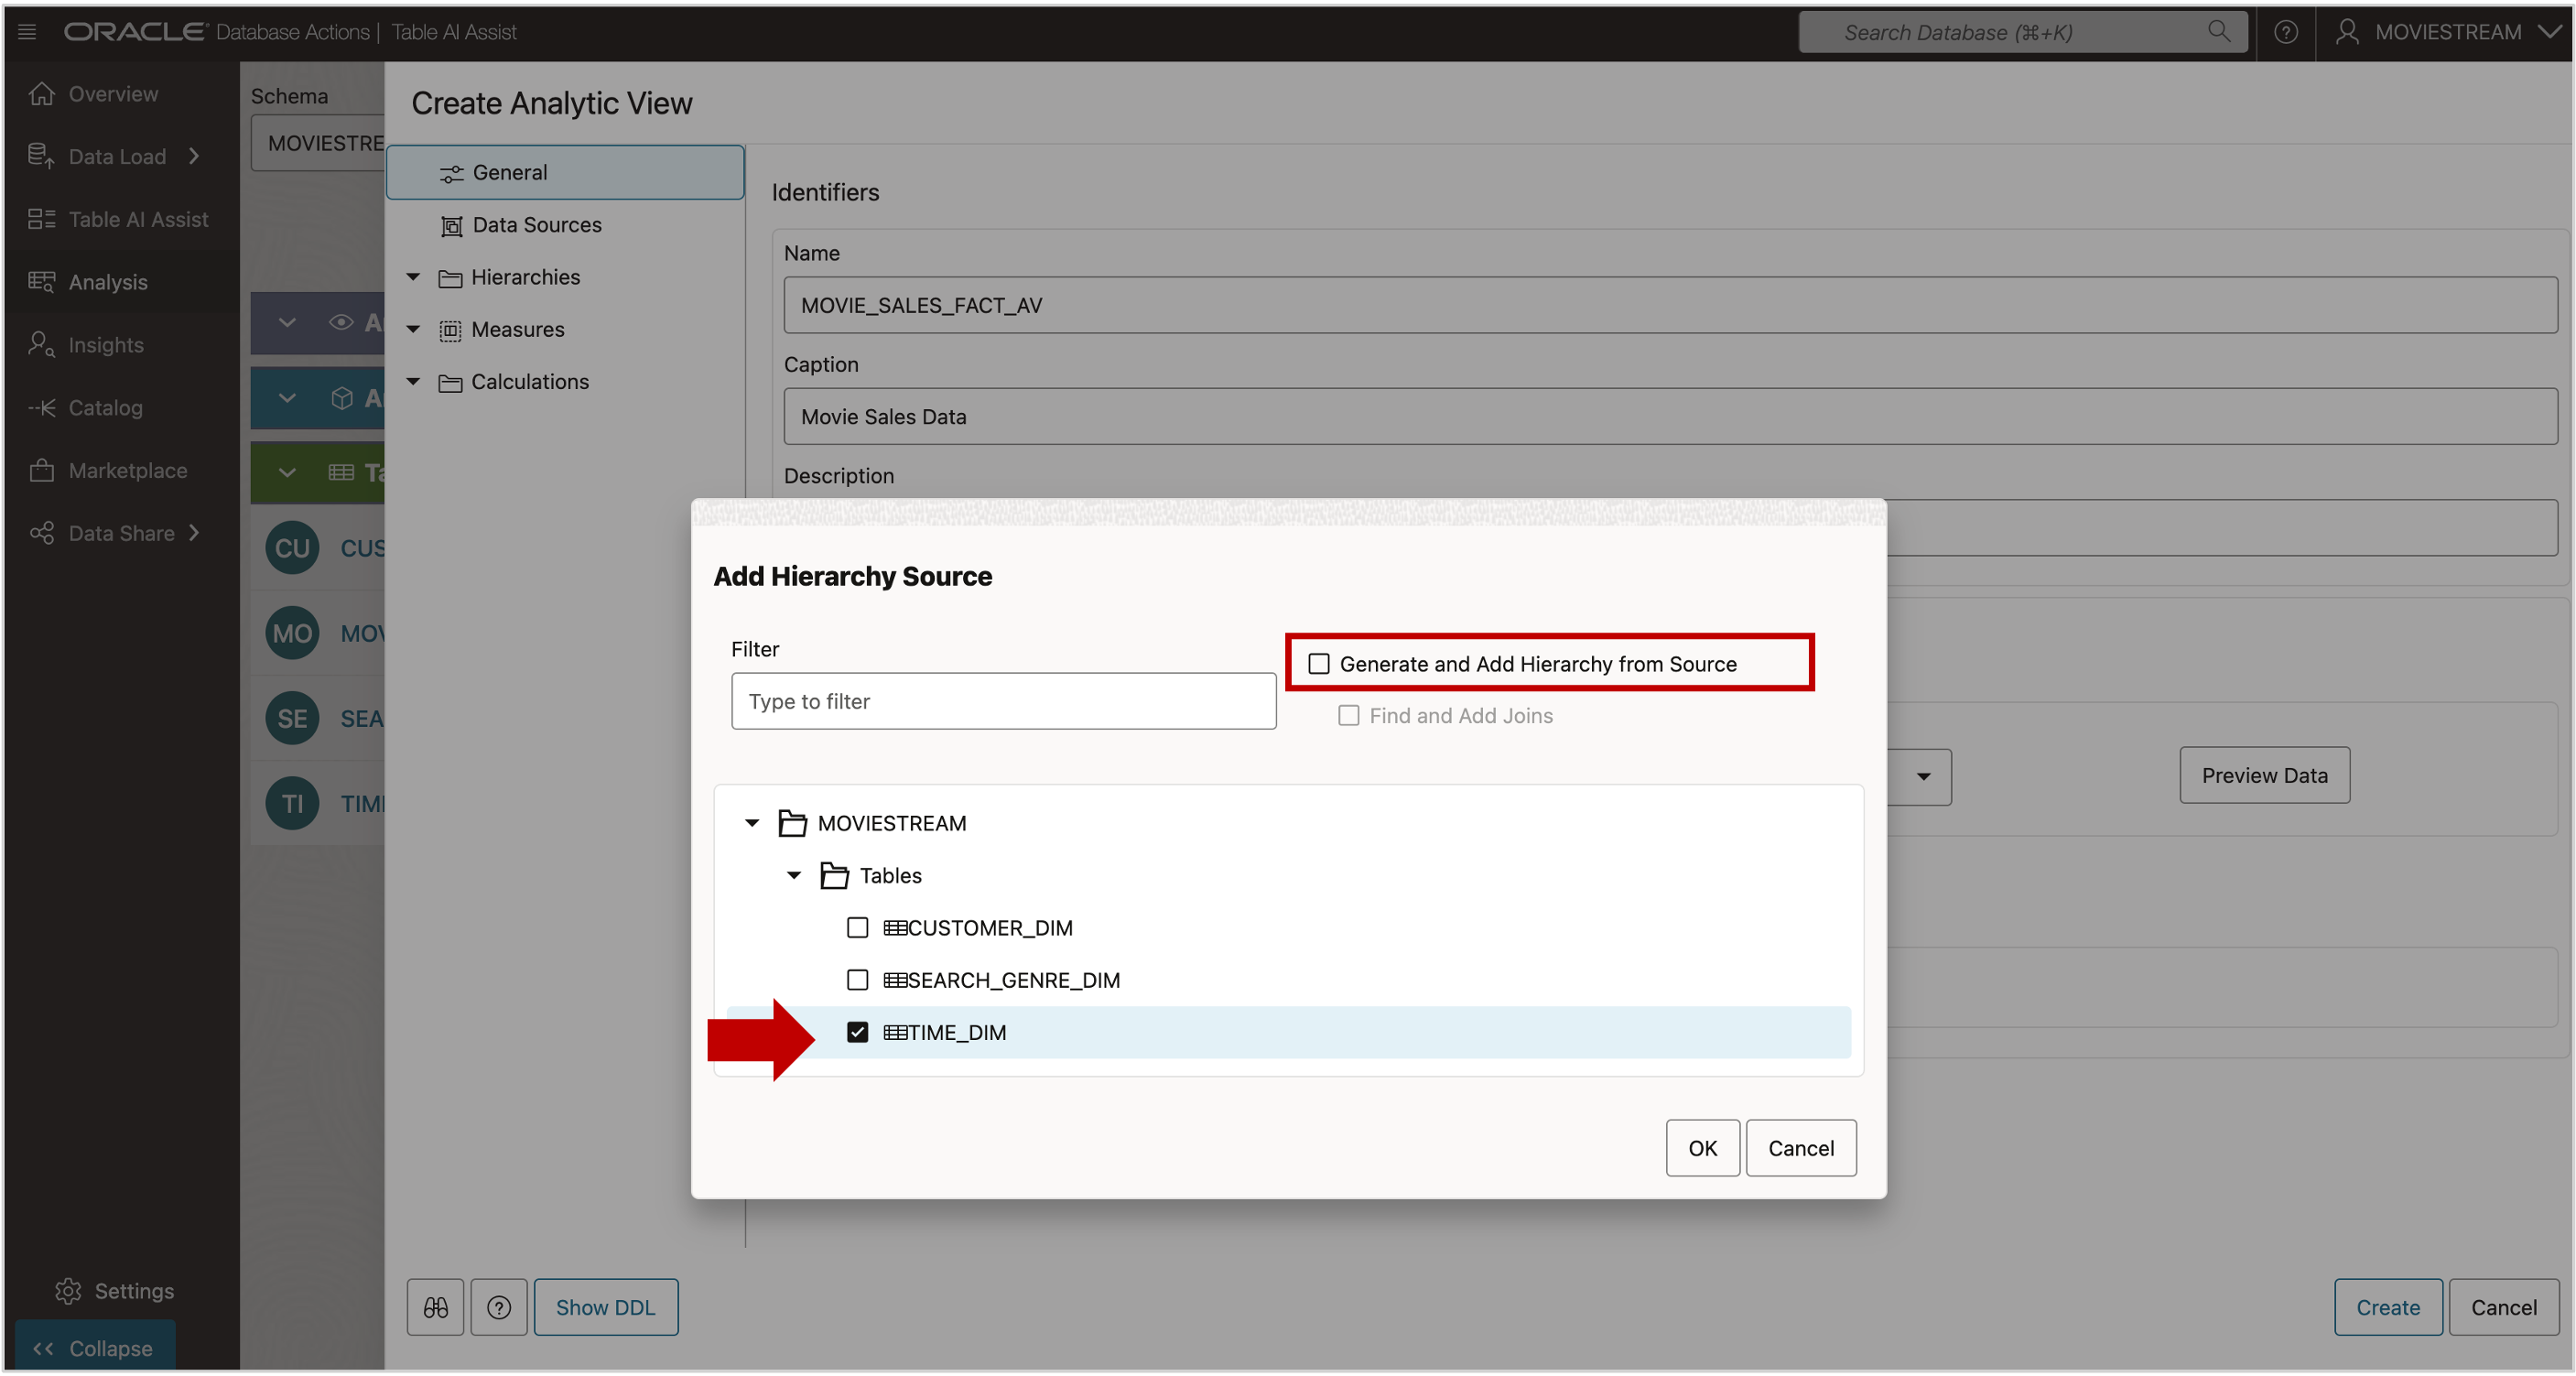 ORACLE Database Actions | Table AI Assist
Search Database (⌘+K)
MOVIESTREAM
Overview
Data Load
Table AI Assist
Analysis
Insights
Catalog
Marketplace
Data Share
Settings
Collapse
Schema
MOVIESTRE
A
A
Ta
CU CUS
MO MOV
SE SEA
TI TIM
Create Analytic View
General
Data Sources
Hierarchies
Measures
Calculations
Identifiers
Name
MOVIE_SALES_FACT_AV
Caption
Movie Sales Data
Description
Preview Data
Add Hierarchy Source
Filter
Type to filter
Generate and Add Hierarchy from Source
Find and Add Joins
MOVIESTREAM
Tables
CUSTOMER_DIM
SEARCH_GENRE_DIM
TIME_DIM
OK Cancel
Show DDL
Create Cancel